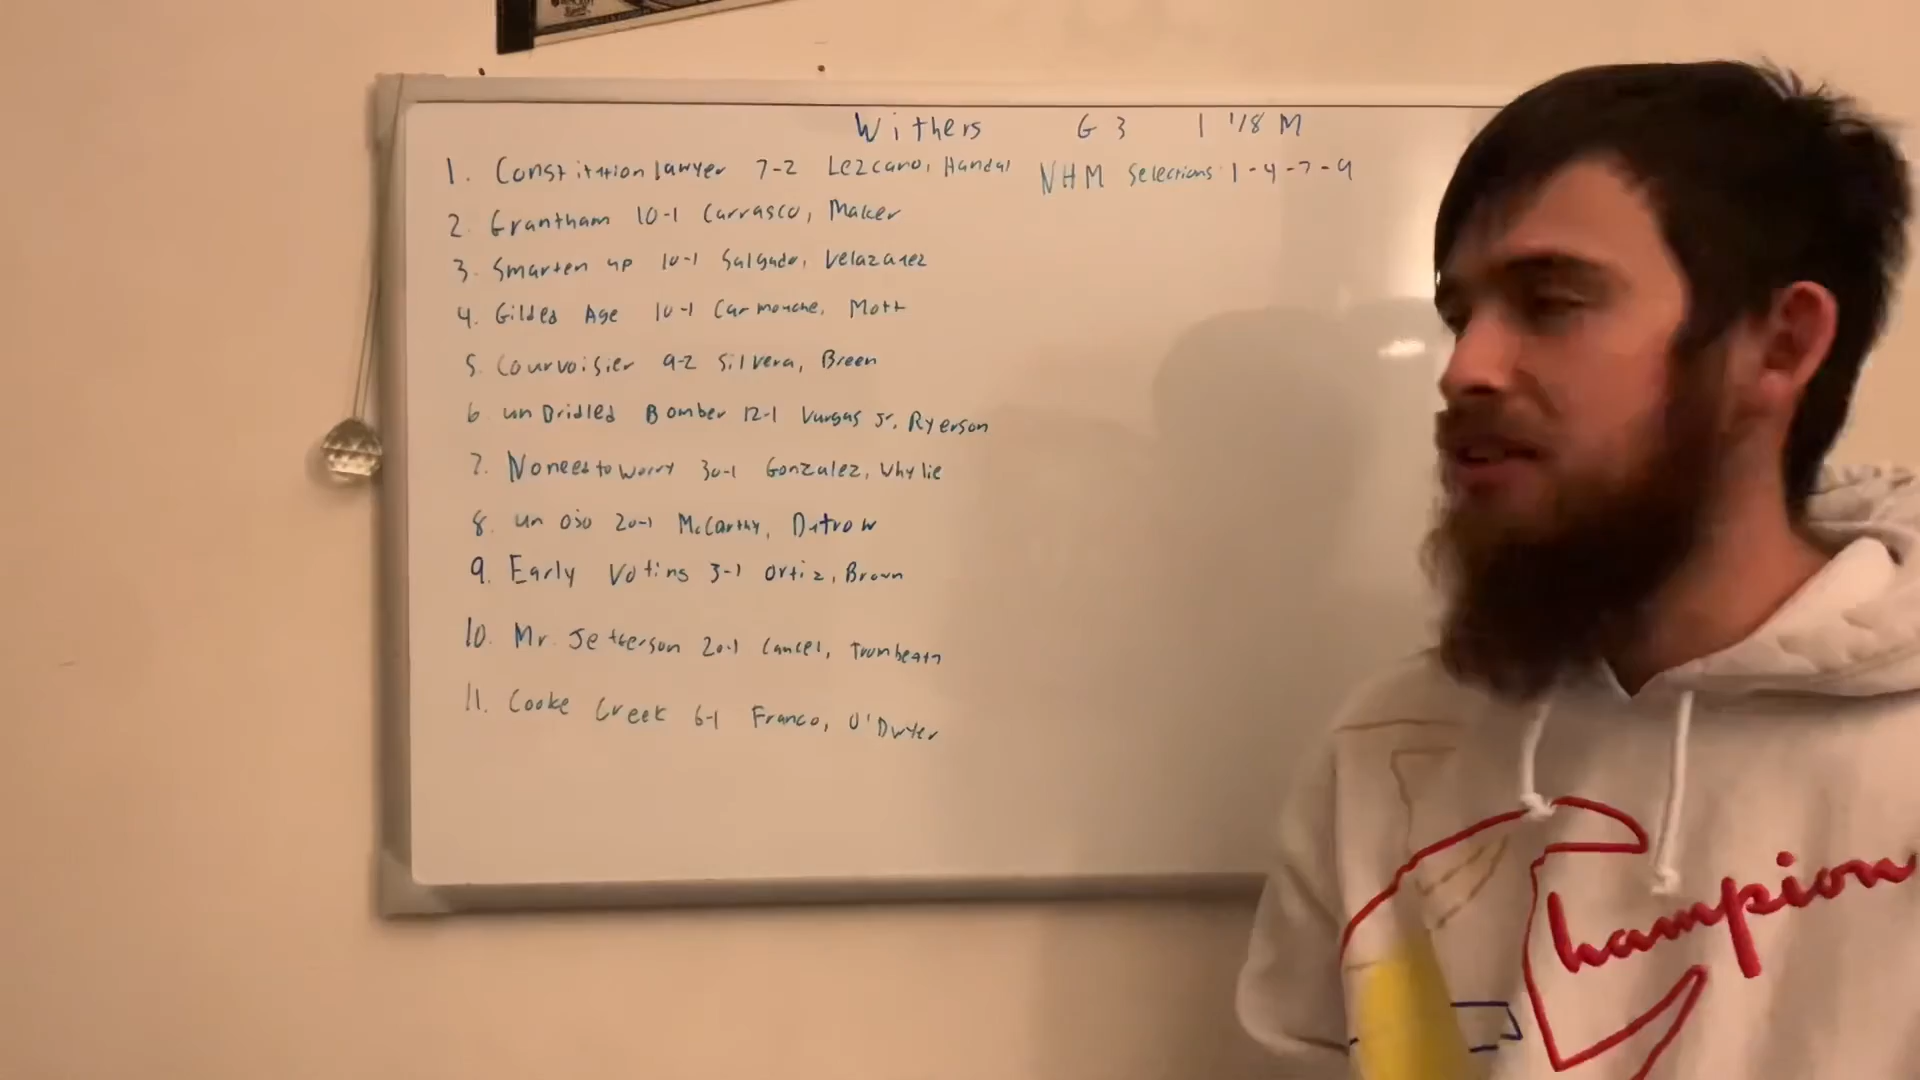 Withers G3 1 1/8 M
1. Constitution lawyer 7-2 Lezcano, Handal
NHM Selections: 1-4-7-9
2. Grantham 10-1 Carrasco, Maker
3. Smarten up 10-1 Salgado, Velazquez
4. Gilded Age 10-1 Carmouche, Mott
5. Courvoisier 9-2 Silvera, Breen
6 un Bridled Bomber 12-1 Vargas Jr, Ryerson
7. Noneedtoworry 30-1 Gonzalez, Whylie
8. un ojo 20-1 McCarthy,
9. Early Voting 3-1 Ortiz, Brown
10. Mr. Jefferson 20-1 Cancel, Trombetta
11. Cooke Creek 6-1 Franco, O'Dwyer
Champion